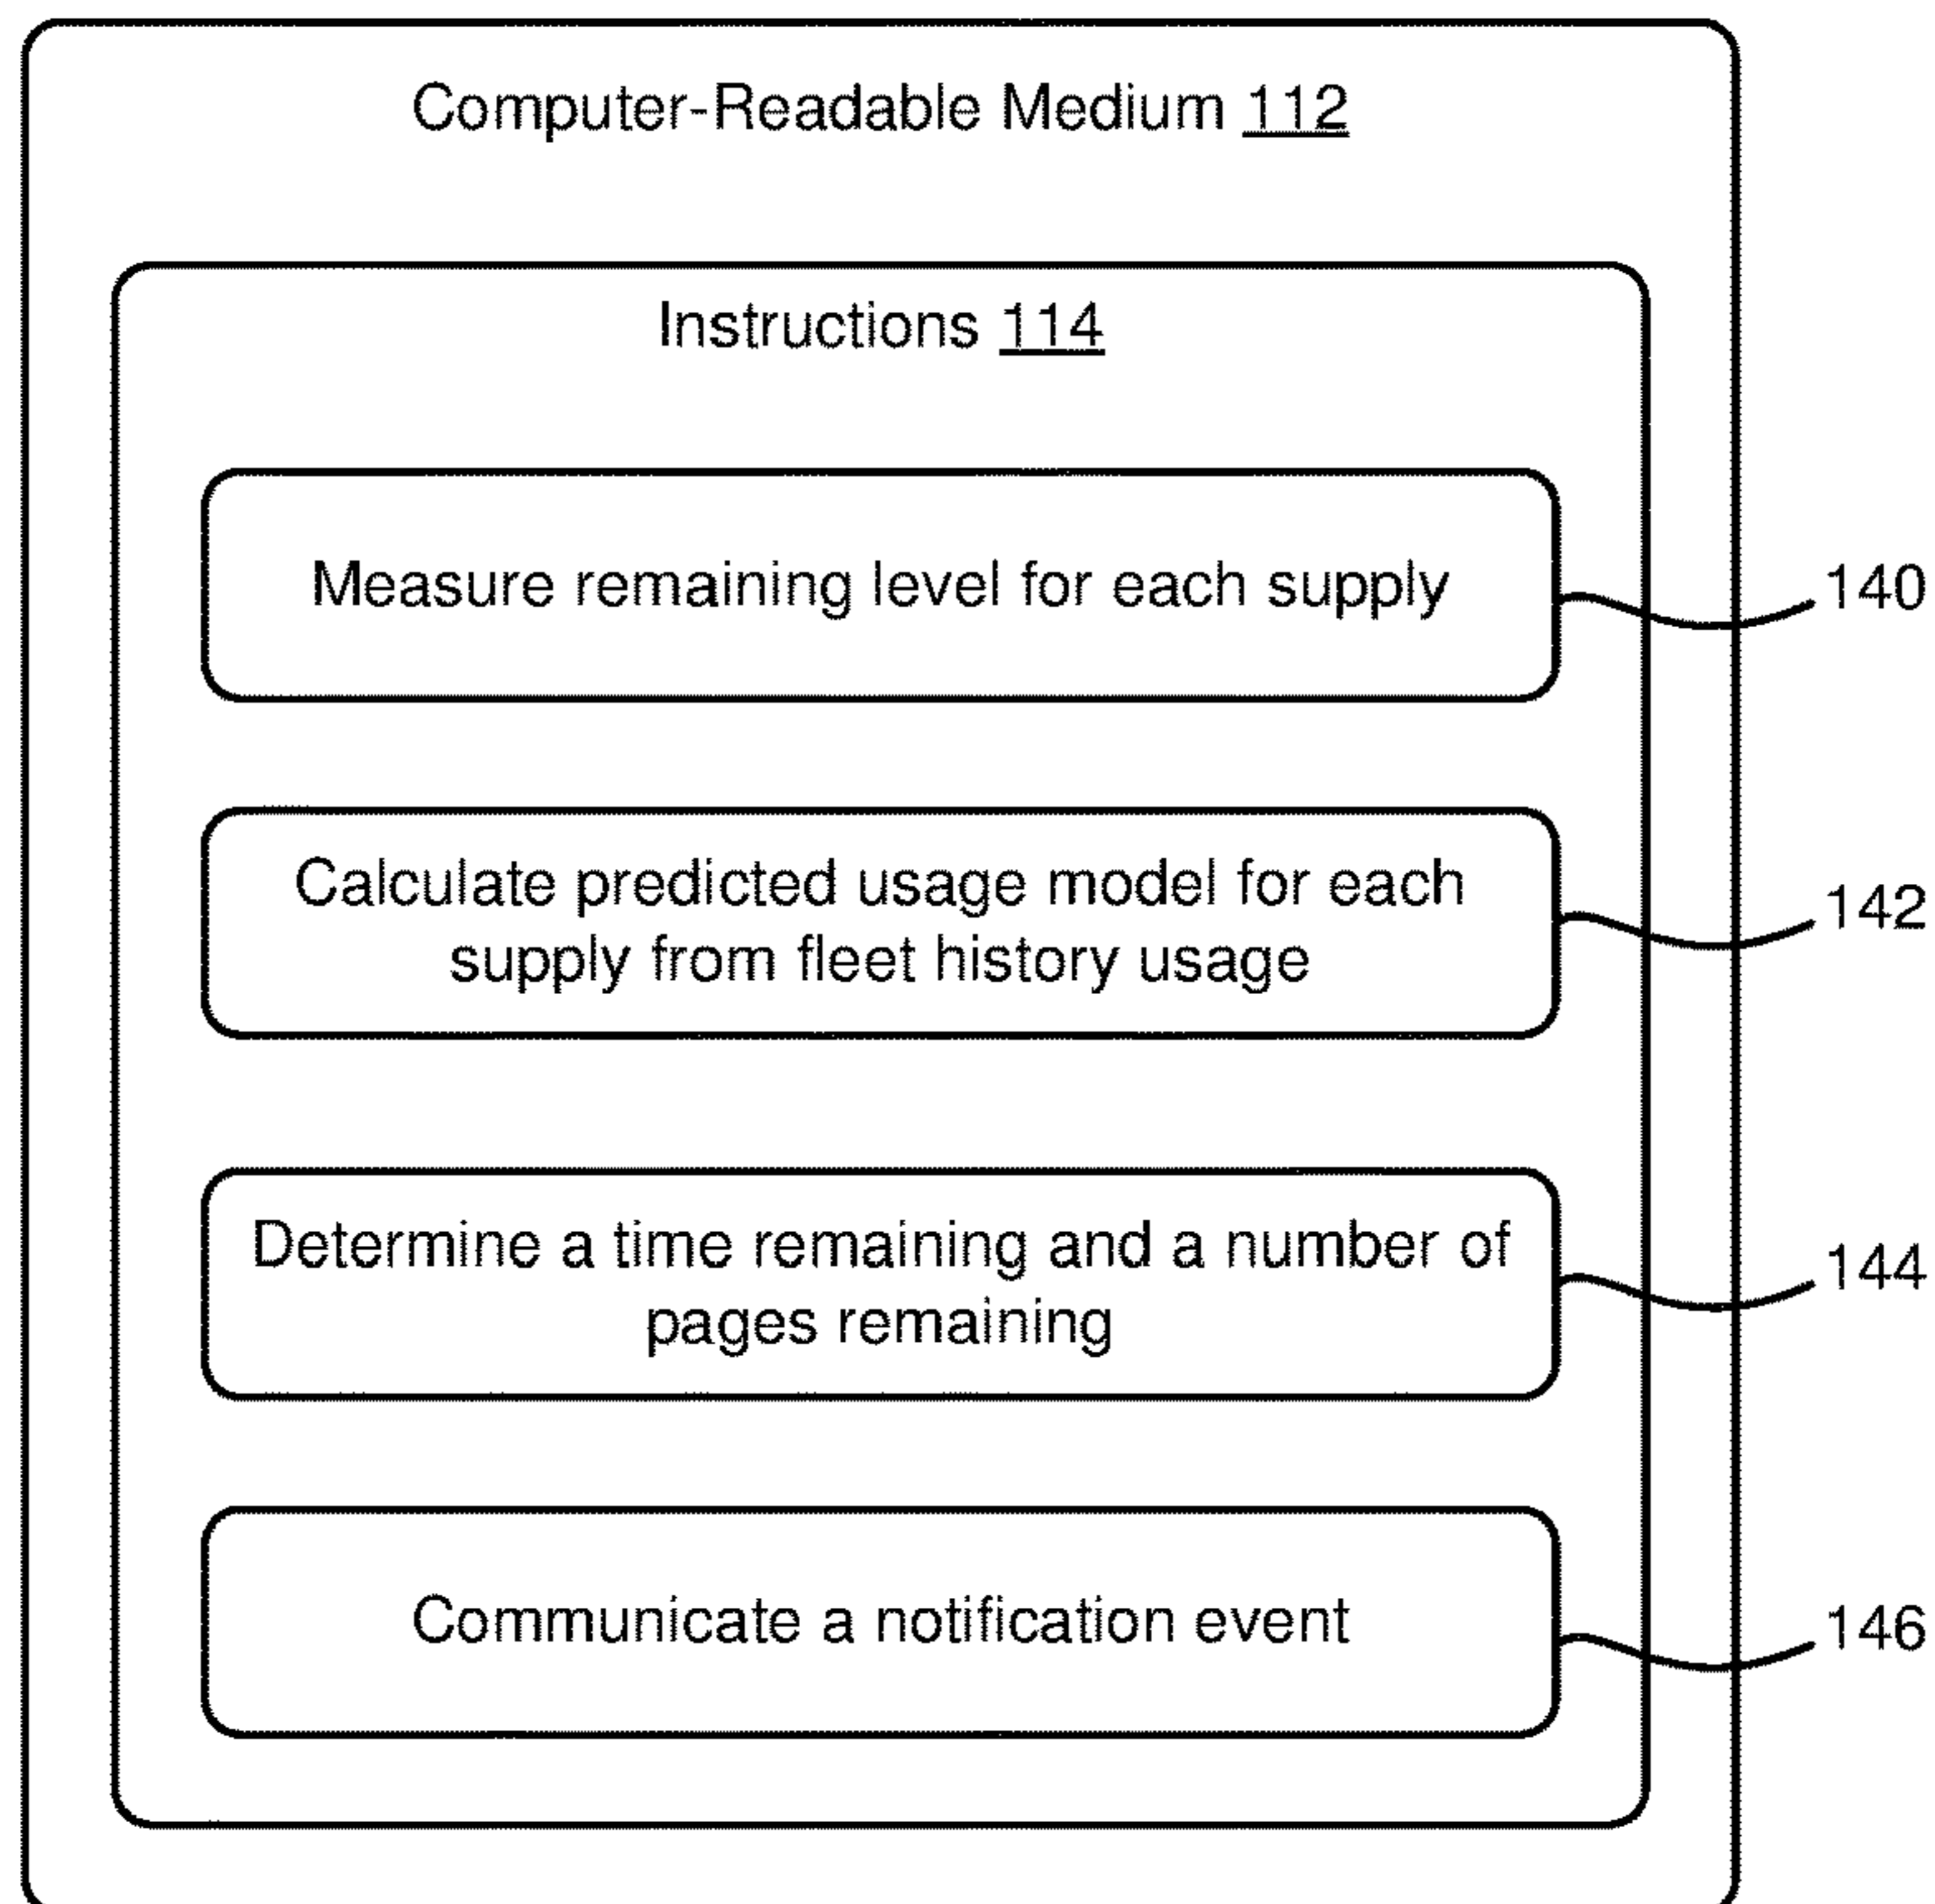 Computer-Readable Medium 112
Instructions 114
Measure remaining level for each supply
140
Calculate predicted usage model for each
supply from fleet history usage
142
Determine a time remaining and a number of
pages remaining
144
Communicate a notification event
146